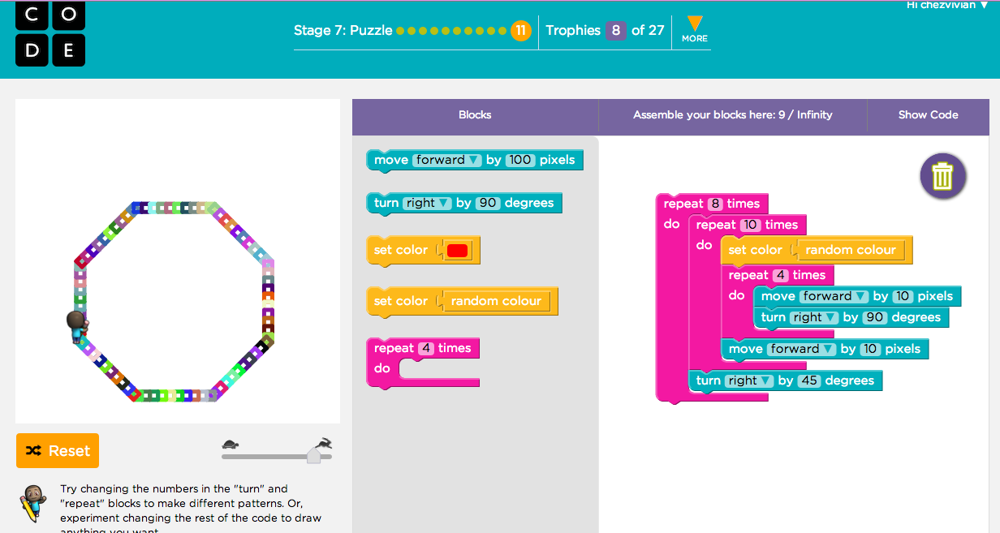 Hi chezvivian ▼
C O
D E
Stage 7: Puzzle 11
Trophies 8 of 27
MORE
Blocks
Assemble your blocks here: 9 / Infinity
Show Code
move forward▼ by 100 pixels
turn right▼ by 90 degrees
set color
set color random colour
repeat 4 times
do
repeat 8 times
do repeat 10 times
do set color random colour
repeat 4 times
do move forward▼ by 10 pixels
turn right▼ by 90 degrees
move forward▼ by 10 pixels
turn right▼ by 45 degrees
Reset
Try changing the numbers in the "turn" and
"repeat" blocks to make different patterns. Or,
experiment changing the rest of the code to draw
anything you want.